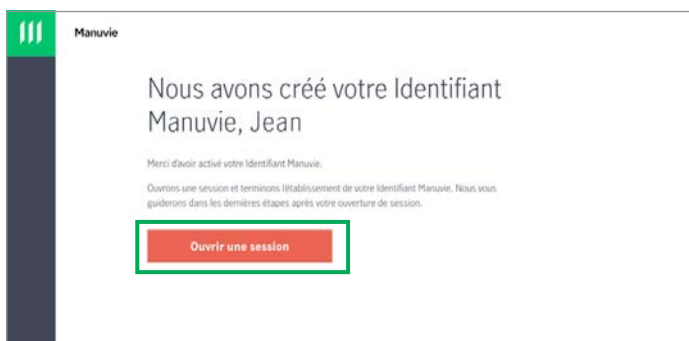 Manuvie
Nous avons créé votre Identifiant
Manuvie, Jean
Merci d'avoir activé votre Identifiant Manuvie.
Ouvrons une session et terminons l'établissement de votre Identifiant Manuvie. Nous vous
guiderons dans les dernières étapes après votre ouverture de session.
Ouvrir une session